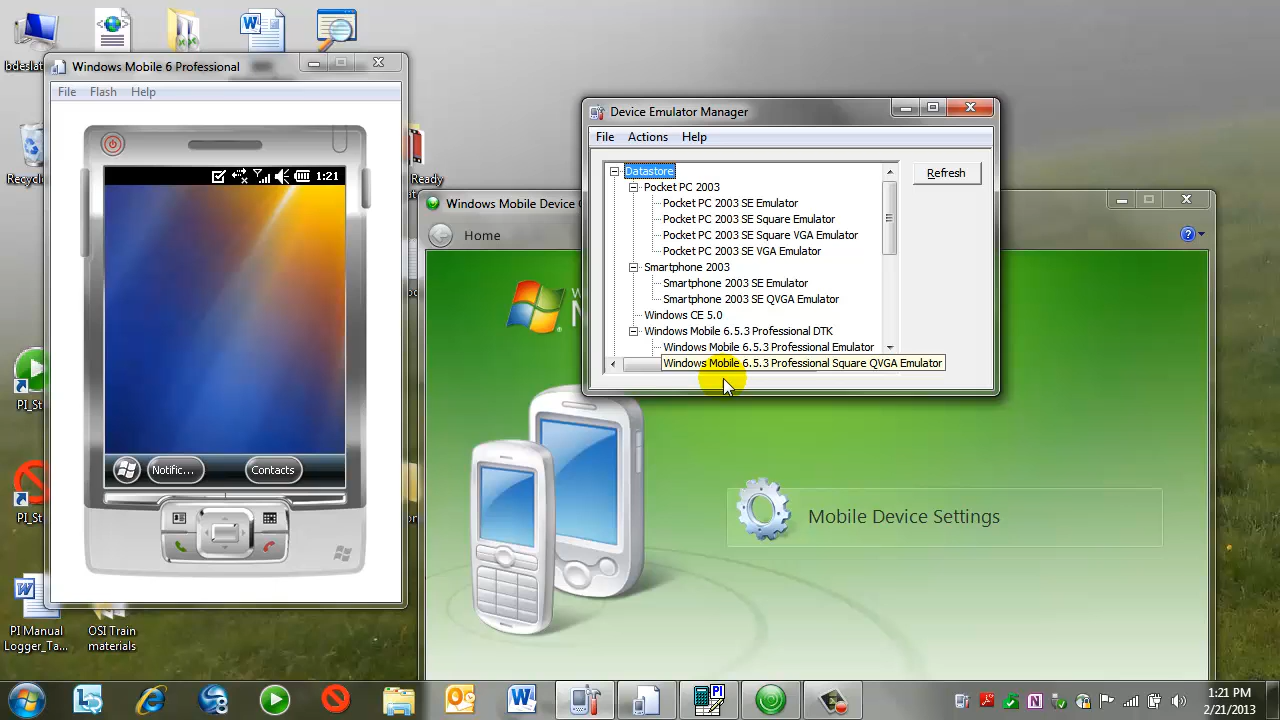 bdeslat
Windows Mobile 6 Professional
File Flash Help
1:21
Notific...
Contacts
Recycl
Ready
PI_St
PI_St
PI Manual
Logger_Ta...
OSI Train
materials
Device Emulator Manager
File Actions Help
Datastore
Pocket PC 2003
Pocket PC 2003 SE Emulator
Pocket PC 2003 SE Square Emulator
Pocket PC 2003 SE Square VGA Emulator
Pocket PC 2003 SE VGA Emulator
Smartphone 2003
Smartphone 2003 SE Emulator
Smartphone 2003 SE QVGA Emulator
Windows CE 5.0
Windows Mobile 6.5.3 Professional DTK
Windows Mobile 6.5.3 Professional Emulator
Windows Mobile 6.5.3 Professional Square QVGA Emulator
Refresh
Windows Mobile Device
Home
Mobile Device Settings
PI
1:21 PM
2/21/2013